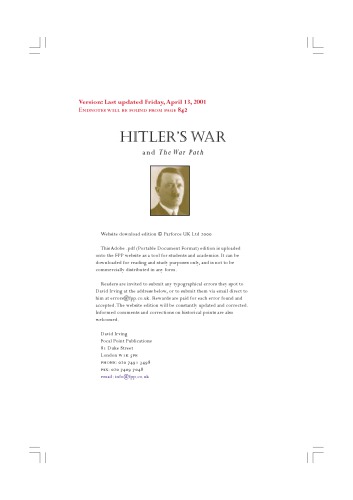 Version: Last updated Friday, April 13, 2001
Endnotes will be found from page 842
HITLER'S WAR
and The War Path
Website download edition © Parforce UK Ltd 2000
This Adobe .pdf (Portable Document Format) edition is uploaded
onto the FPP website as a tool for students and academics. It can be
downloaded for reading and study purposes only, and is not to be
commercially distributed in any form.
Readers are invited to submit any typographical errors they spot to
David Irving at the address below, or to submit them via email direct to
him at errors@fpp.co.uk. Rewards are paid for each error found and
accepted. The website edition will be constantly updated and corrected.
Informed comments and corrections on historical points are also
welcomed.
David Irving
Focal Point Publications
81 Duke Street
London W1K 5PE
phone: 020 7491 3498
fax: 020 7409 7048
email: info@fpp.co.uk